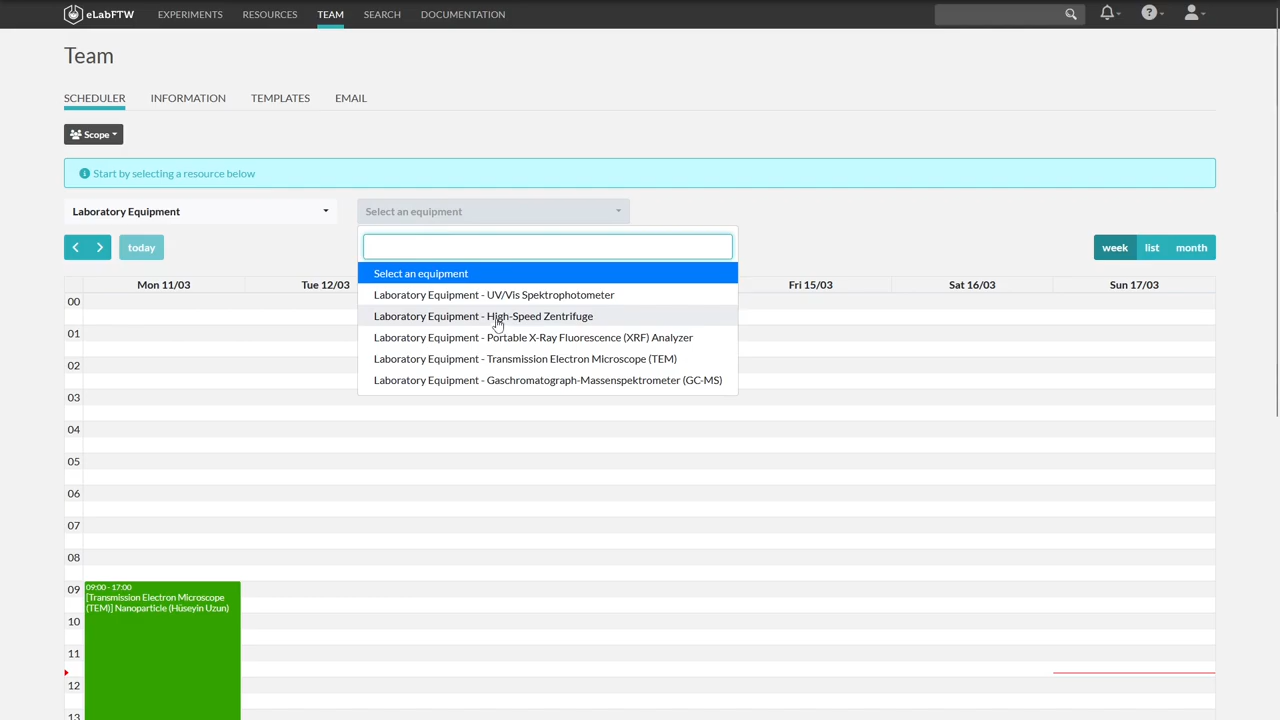 eLabFTW EXPERIMENTS RESOURCES TEAM SEARCH DOCUMENTATION
Team
SCHEDULER INFORMATION TEMPLATES EMAIL
Scope
Start by selecting a resource below
Laboratory Equipment Select an equipment
today week list month
Select an equipment
Laboratory Equipment - UV/Vis Spektrophotometer
Laboratory Equipment - High-Speed Zentrifuge
Laboratory Equipment - Portable X-Ray Fluorescence (XRF) Analyzer
Laboratory Equipment - Transmission Electron Microscope (TEM)
Laboratory Equipment - Gaschromatograph-Massenspektrometer (GC-MS)
Mon 11/03 Tue 12/03 Fri 15/03 Sat 16/03 Sun 17/03
00
01
02
03
04
05
06
07
08
09
10
11
12
13
09:00 - 17:00
[Transmission Electron Microscope
(TEM)] Nanoparticle (Hüseyin Uzun)